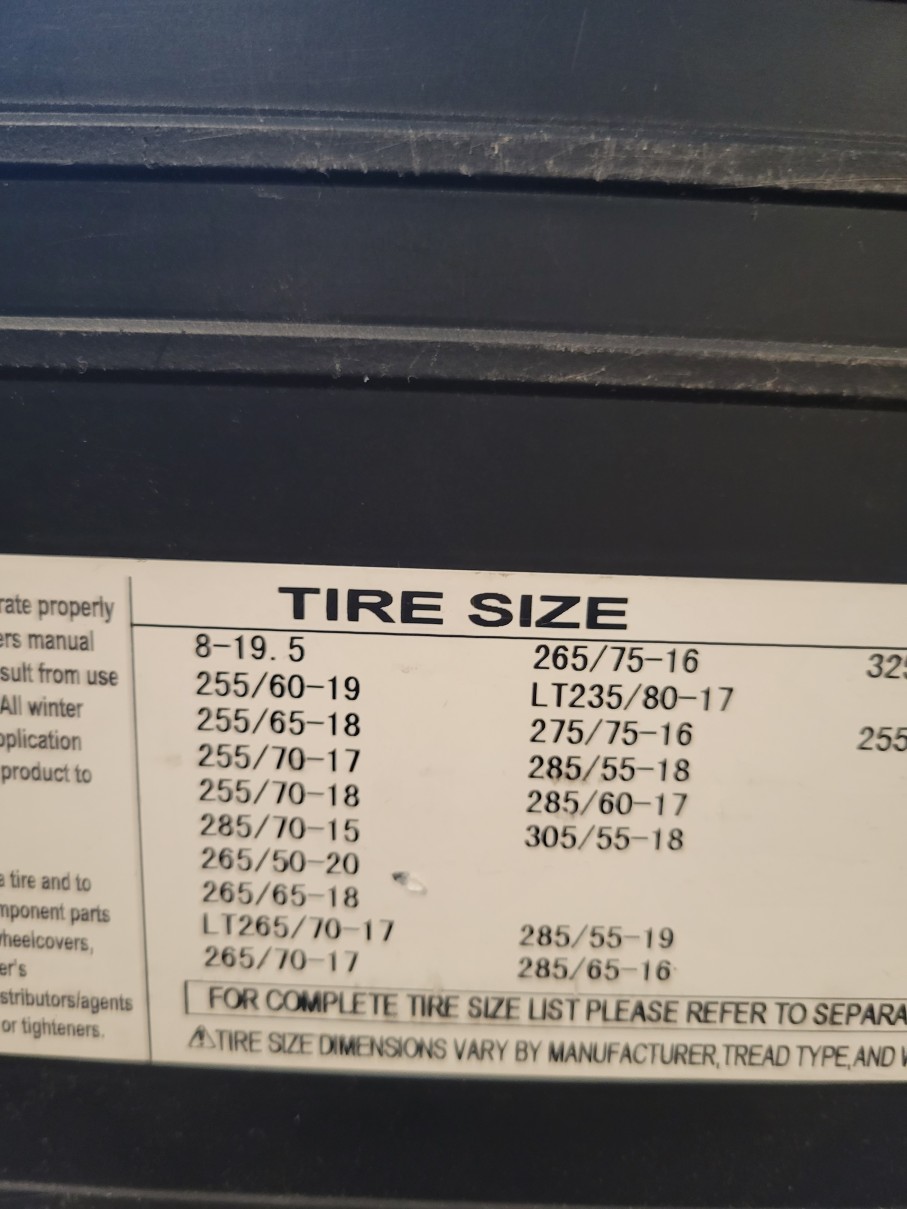 rate properly
ers manual
sult from use
All winter
pplication
product to
e tire and to
mponent parts
wheelcovers,
er's
stributors/agents
or tighteners.
TIRE SIZE
8-19.5
255/60-19
255/65-18
255/70-17
255/70-18
285/70-15
265/50-20
265/65-18
LT265/70-17
265/70-17
265/75-16
LT235/80-17
275/75-16
285/55-18
285/60-17
305/55-18
285/55-19
285/65-16
325
255
FOR COMPLETE TIRE SIZE LIST PLEASE REFER TO SEPARA
⚠TIRE SIZE DIMENSIONS VARY BY MANUFACTURER,TREAD TYPE,AND